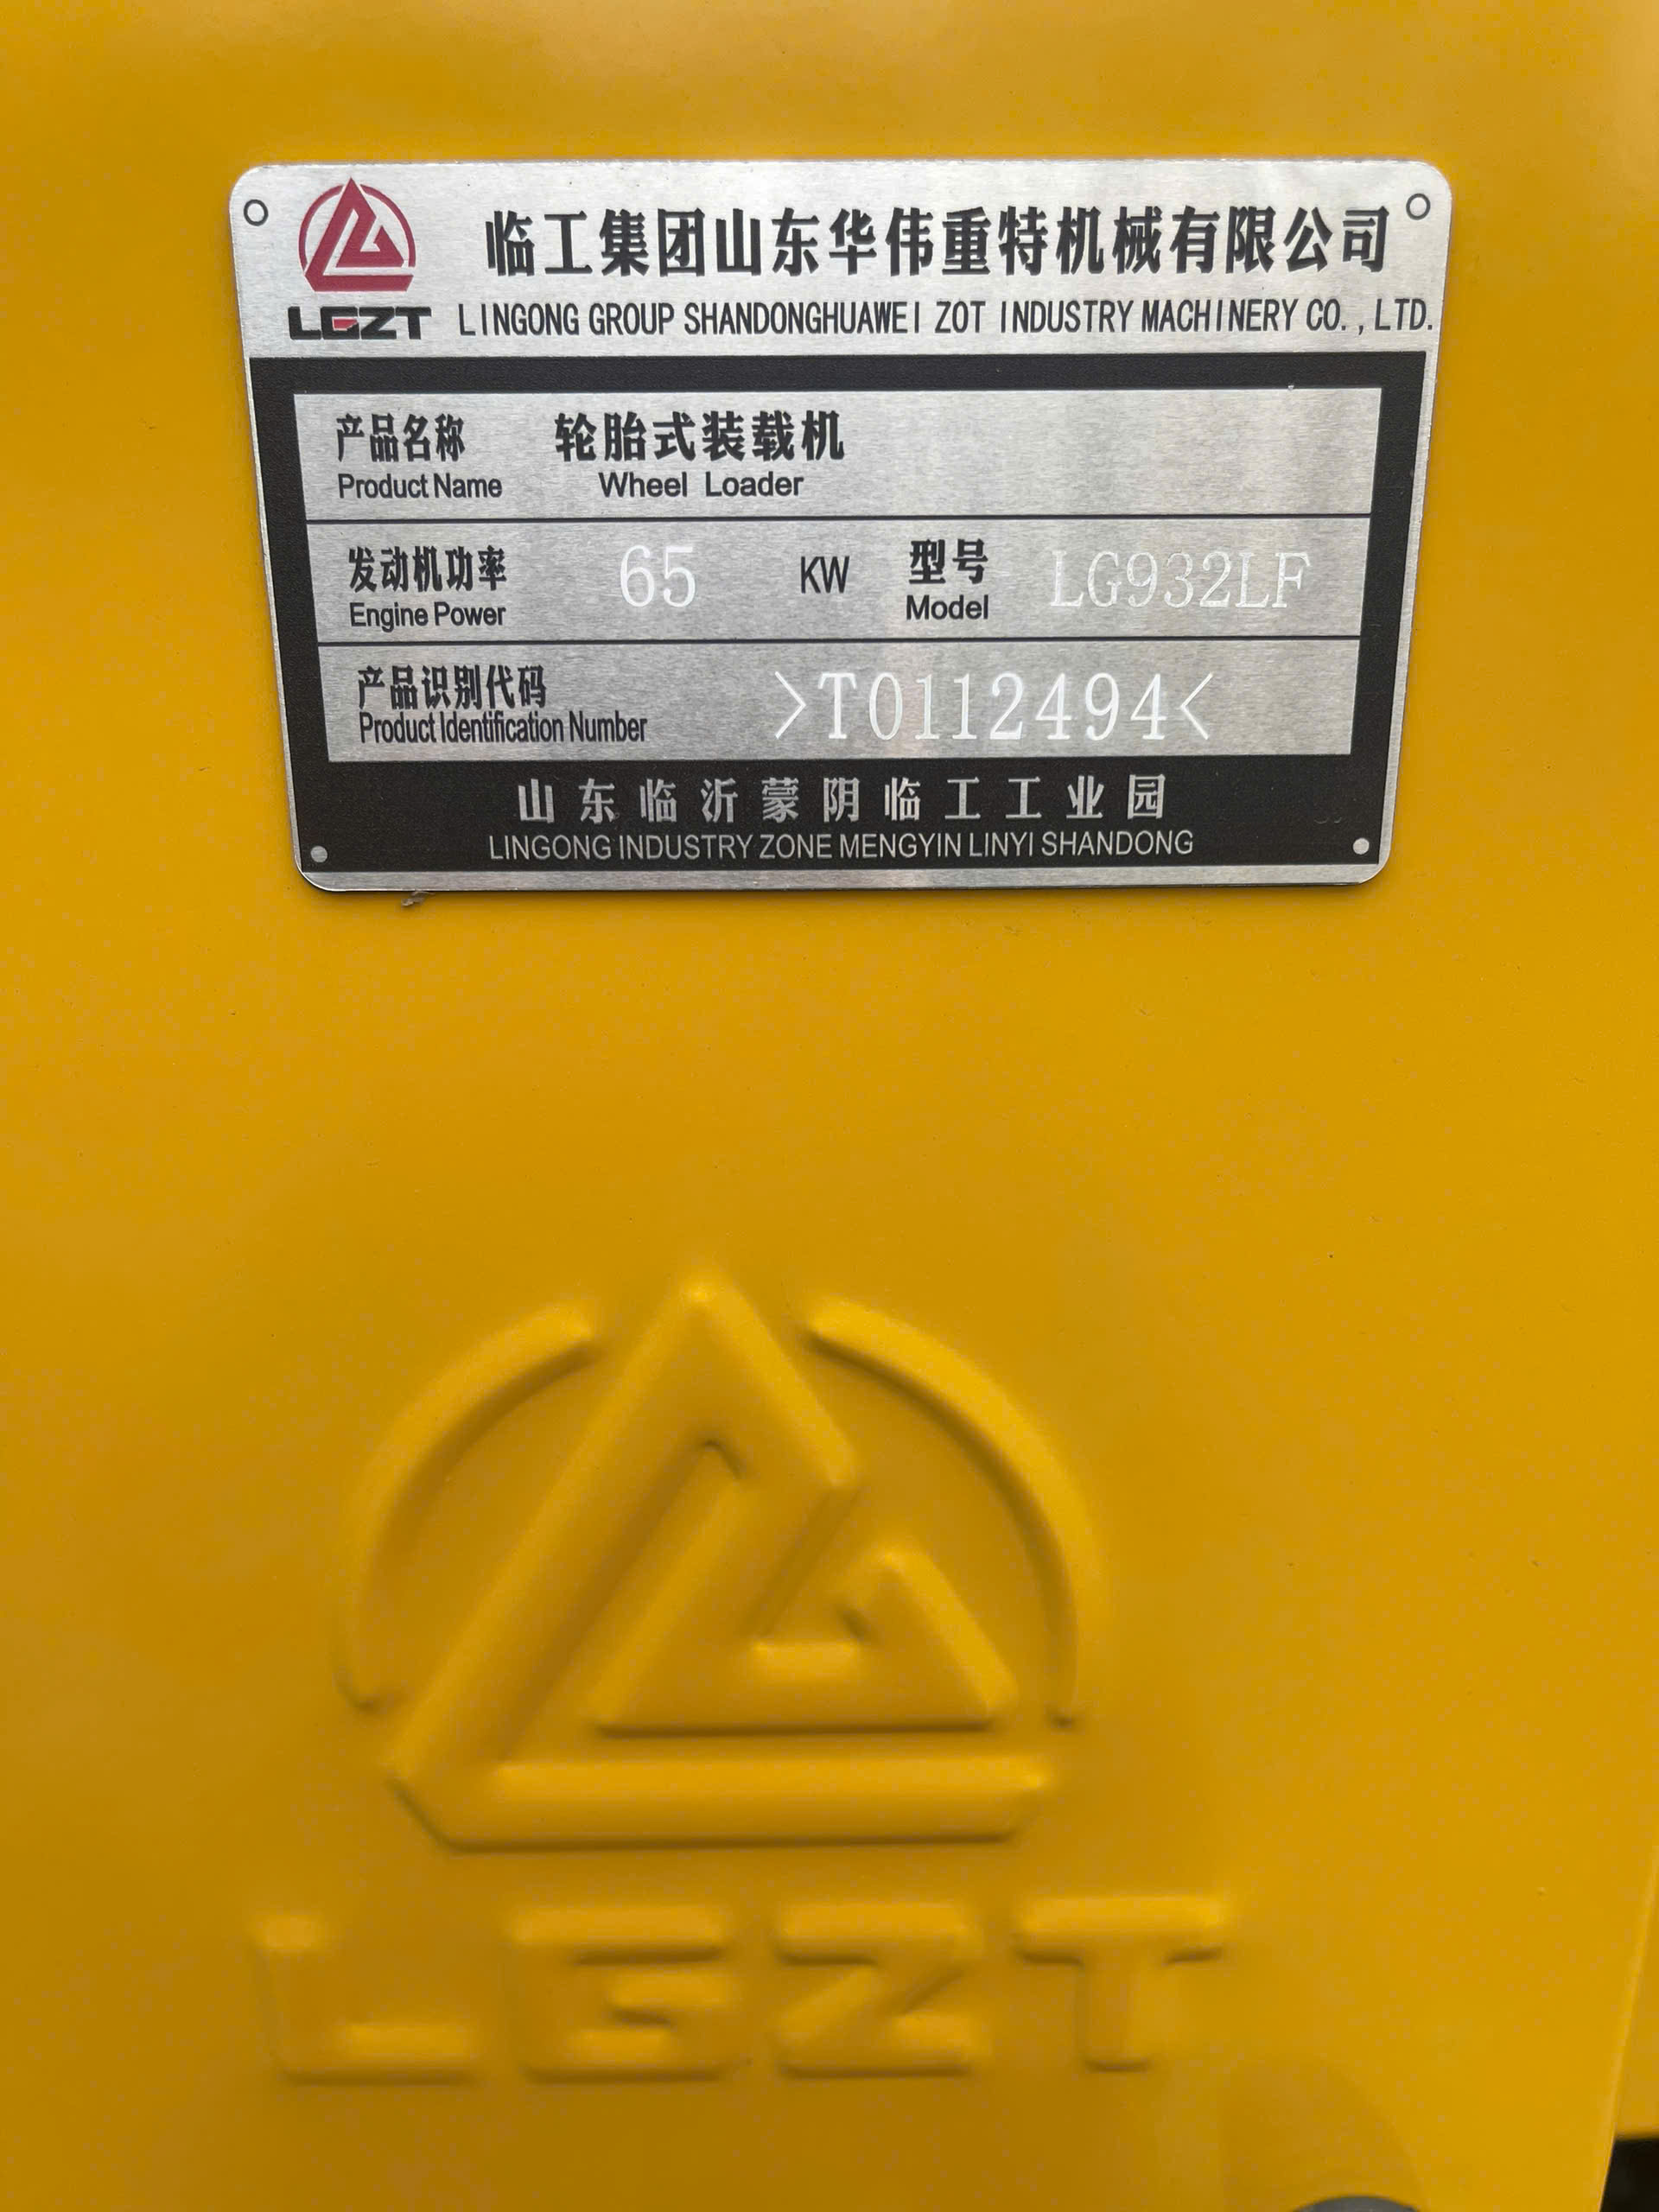 临工集团山东华伟重特机械有限公司
LGZT LINGONG GROUP SHANDONGHUAWEI ZOT INDUSTRY MACHINERY CO.,LTD.
产品名称 轮胎式装载机
Product Name Wheel Loader
发动机功率 65 KW 型号 LG932LF
Engine Power Model
产品识别代码 >T0112494<
Product Identification Number
山东临沂蒙阴临工工业园
LINGONG INDUSTRY ZONE MENGYIN LINYI SHANDONG
LGZT